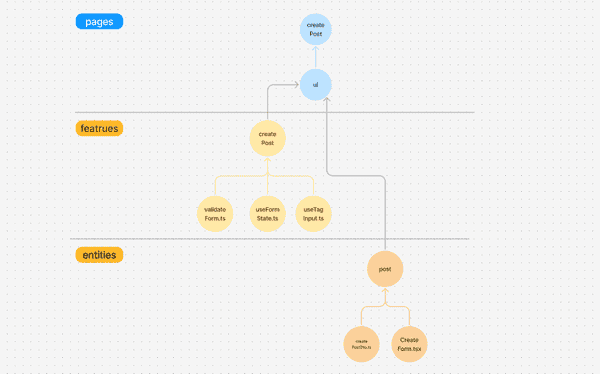 pages
create
Post
ui
featrues
create
Post
validate
Form.ts
useForm
State.ts
useTag
Input.ts
entities
post
create
PostDto.ts
Create
Form.tsx